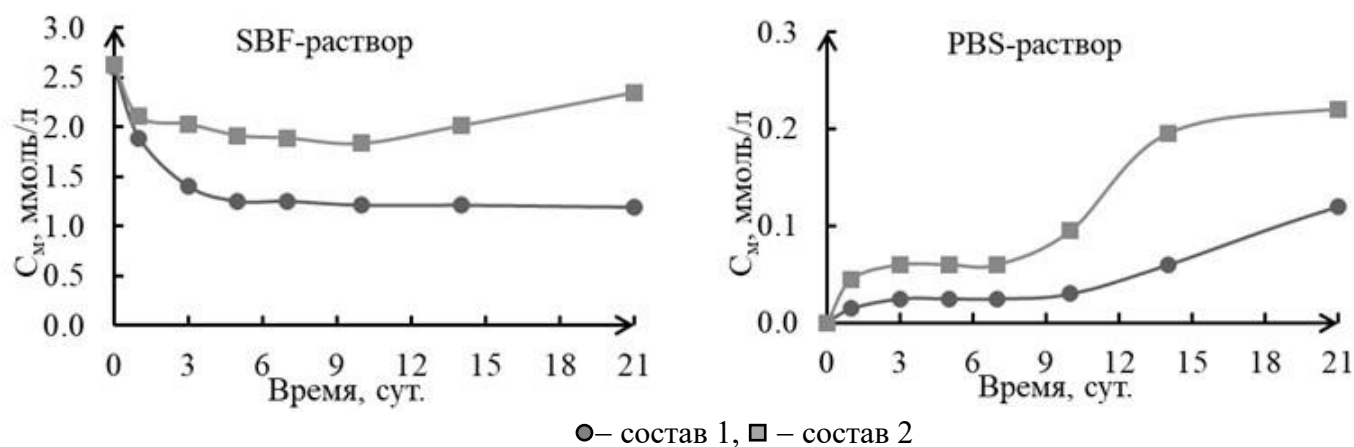 SBF-раствор
3.0
2.5
2.0
1.5
1.0
0.5
0.0
Cм, ммоль/л
0 3 6 9 12 15 18 21
Время, сут.
PBS-раствор
0.3
0.2
0.1
0.0
Cм, ммоль/л
0 3 6 9 12 15 18 21
Время, сут.
– состав 1, – состав 2